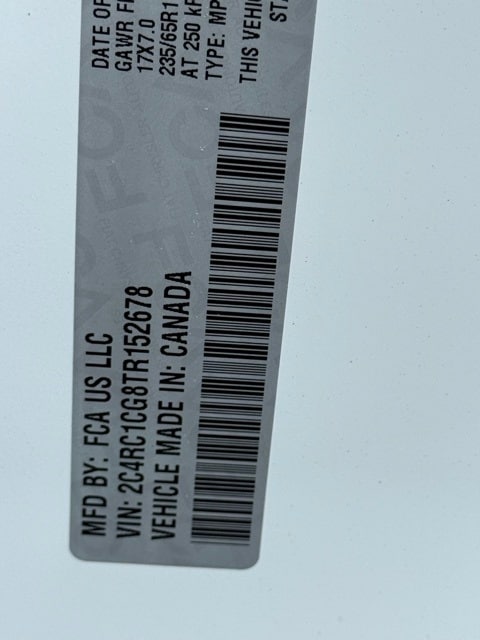 MFD BY: FCA US LLC
VIN: 2C4RC1CG8TR152678
VEHICLE MADE IN: CANADA
DATE OF
GAWR
17X7.0
235/65R1
AT 250
TYPE: MP
THIS VEHI